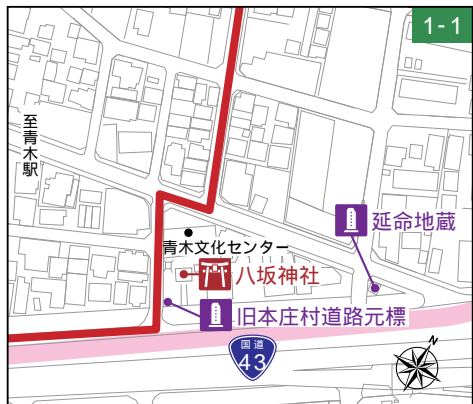 1-1
至青木駅
延命地蔵
青木文化センター
八坂神社
旧本庄村道路元標
国道
43
N